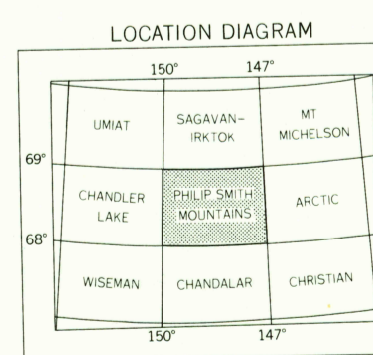 LOCATION DIAGRAM
150° 147°
UMIAT
SAGAVAN-
IRKTOK
MT
MICHELSON
69°
CHANDLER
LAKE
PHILIP SMITH
MOUNTAINS
ARCTIC
68°
WISEMAN
CHANDALAR
CHRISTIAN
150° 147°